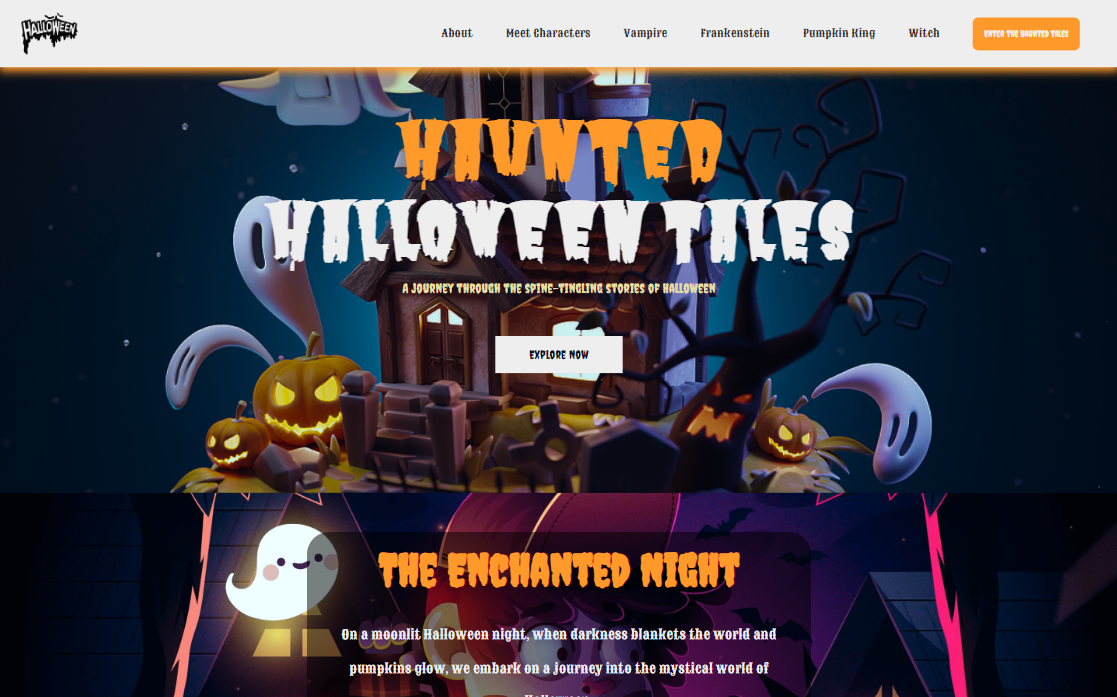 HALLOWEEN
About
Meet Characters
Vampire
Frankenstein
Pumpkin King
Witch
ENTER THE HAUNTED TALES
HAUNTED
HALLOWEEN TALES
A JOURNEY THROUGH THE SPINE-TINGLING STORIES OF HALLOWEEN
EXPLORE NOW
THE ENCHANTED NIGHT
On a moonlit Halloween night, when darkness blankets the world and
pumpkins glow, we embark on a journey into the mystical world of